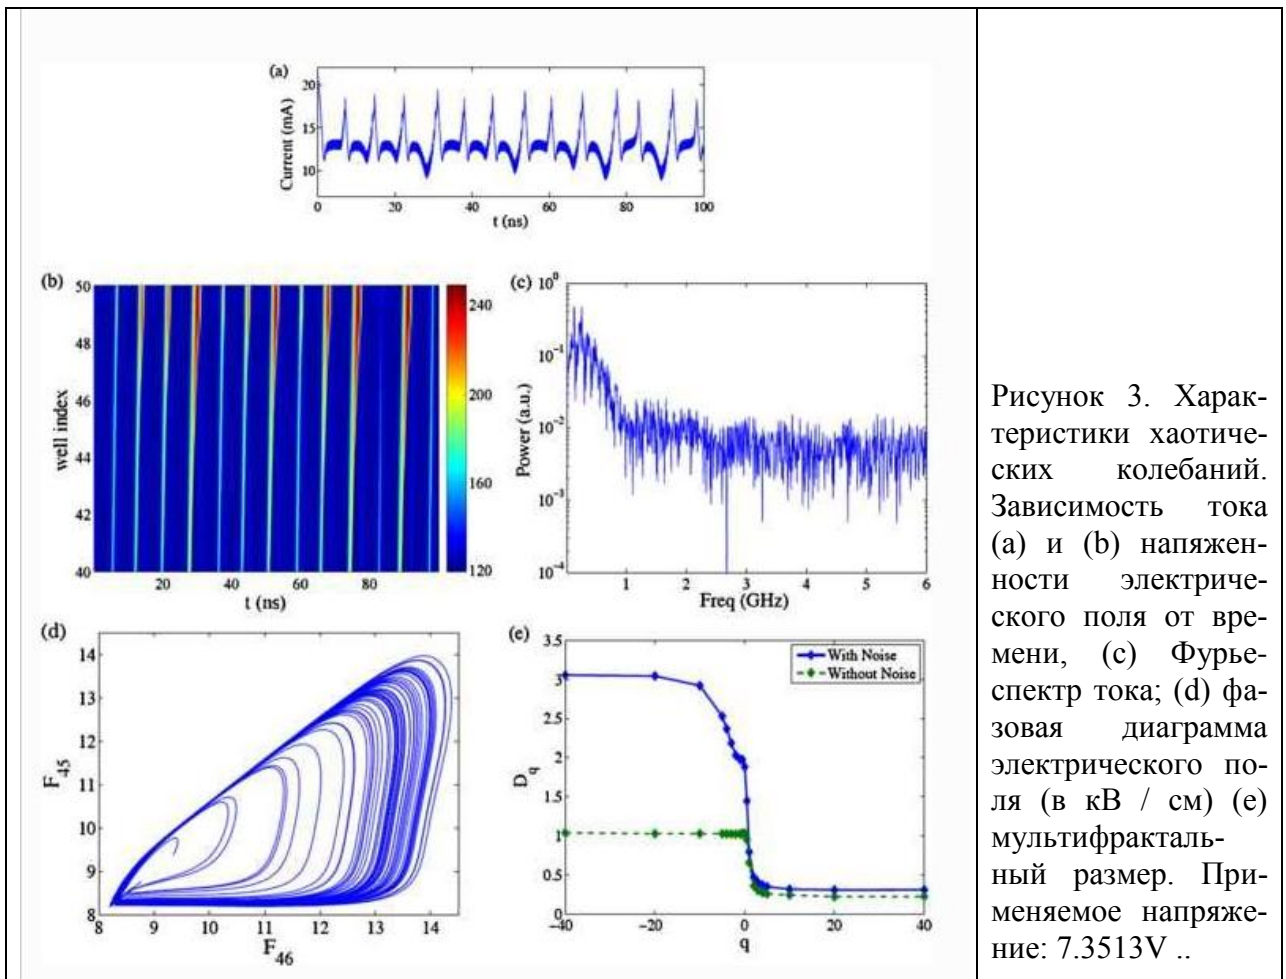 (a)
20
15
10
Current (mA)
0 20 40 60 80 100
t (ns)
(b)
50
48
46
44
42
40
well index
20 40 60 80
t (ns)
240
200
160
120
(c)
10^0
10^-1
10^-2
10^-3
10^-4
Power (a.u.)
1 2 3 4 5 6
Freq (GHz)
(d)
14
13
12
11
10
9
8
F_45
8 9 10 11 12 13 14
F_46
(e)
3.5
3
2.5
2
1.5
1
0.5
0
D_q
With Noise
Without Noise
−40 −20 0 20 40
q
Рисунок 3. Харак-
теристики хаотиче-
ских колебаний.
Зависимость тока
(a) и (b) напряжен-
ности электриче-
ского поля от вре-
мени, (c) Фурье-
спектр тока; (d) фа-
зовая диаграмма
электрического по-
ля (в кВ / см) (e)
мультифракталь-
ный размер. При-
меняемое напряже-
ние: 7.3513V ..